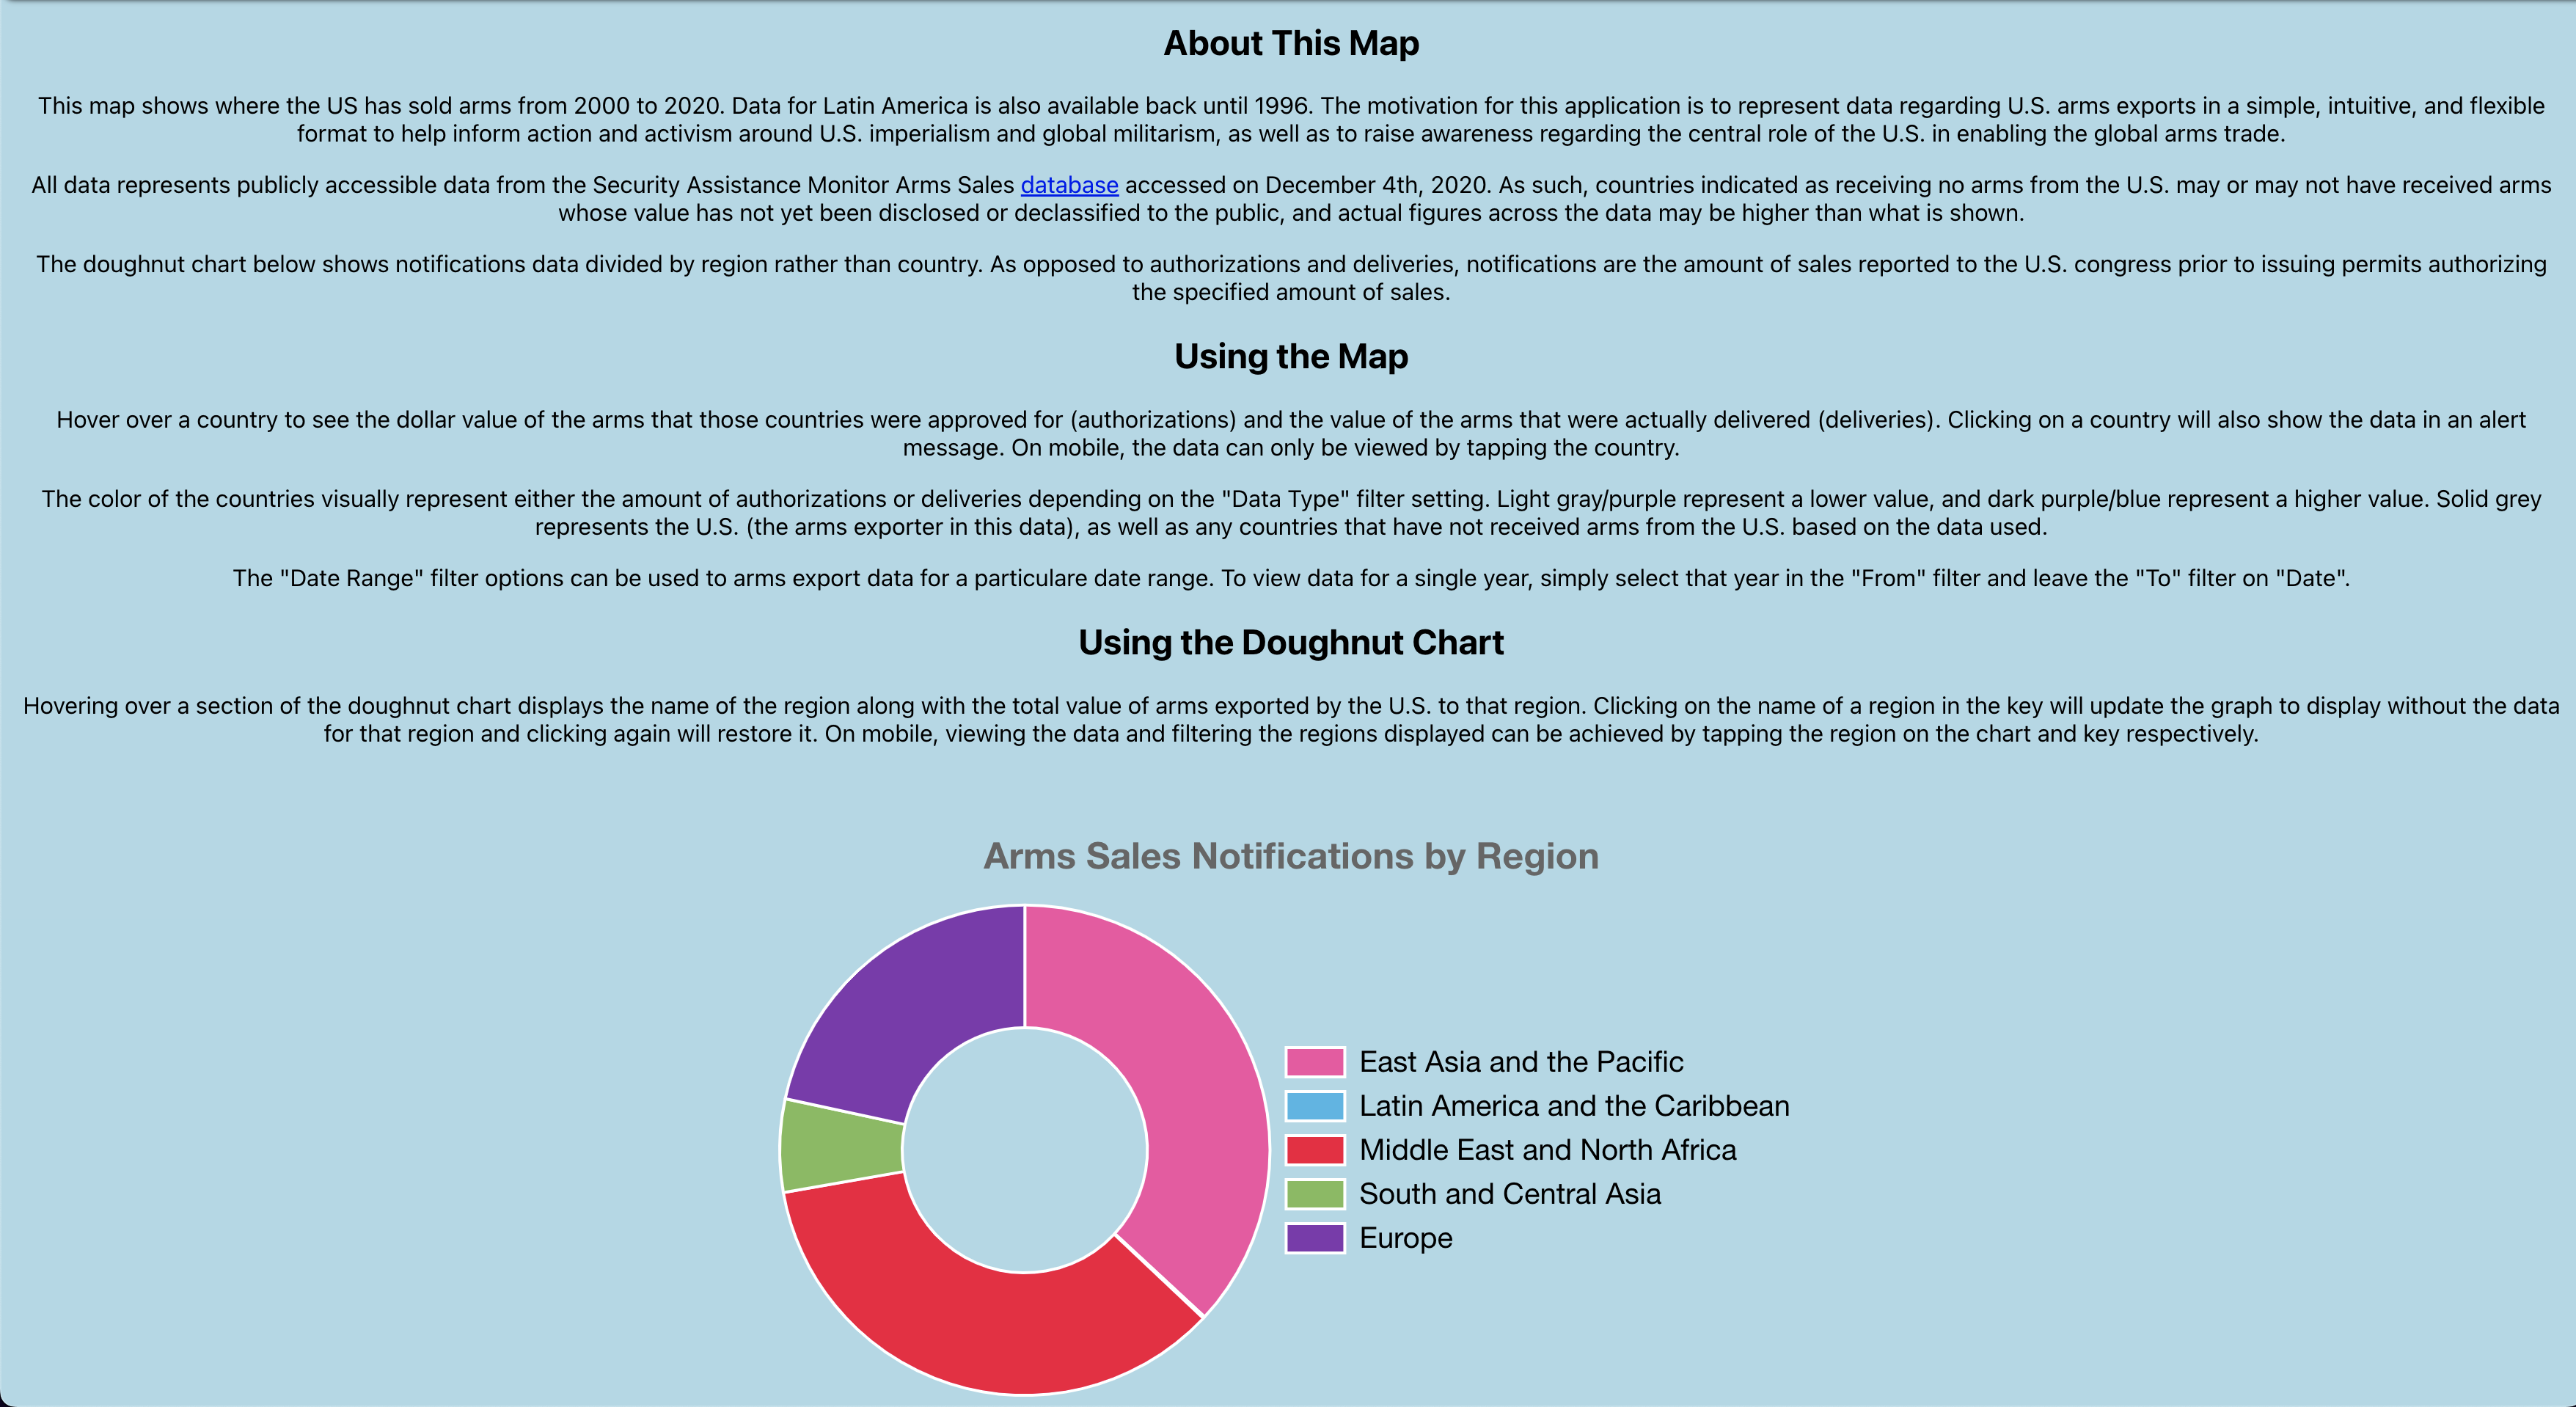 About This Map
This map shows where the US has sold arms from 2000 to 2020. Data for Latin America is also available back until 1996. The motivation for this application is to represent data regarding U.S. arms exports in a simple, intuitive, and flexible
format to help inform action and activism around U.S. imperialism and global militarism, as well as to raise awareness regarding the central role of the U.S. in enabling the global arms trade.
All data represents publicly accessible data from the Security Assistance Monitor Arms Sales database accessed on December 4th, 2020. As such, countries indicated as receiving no arms from the U.S. may or may not have received arms
whose value has not yet been disclosed or declassified to the public, and actual figures across the data may be higher than what is shown.
The doughnut chart below shows notifications data divided by region rather than country. As opposed to authorizations and deliveries, notifications are the amount of sales reported to the U.S. congress prior to issuing permits authorizing
the specified amount of sales.
Using the Map
Hover over a country to see the dollar value of the arms that those countries were approved for (authorizations) and the value of the arms that were actually delivered (deliveries). Clicking on a country will also show the data in an alert
message. On mobile, the data can only be viewed by tapping the country.
The color of the countries visually represent either the amount of authorizations or deliveries depending on the "Data Type" filter setting. Light gray/purple represent a lower value, and dark purple/blue represent a higher value. Solid grey
represents the U.S. (the arms exporter in this data), as well as any countries that have not received arms from the U.S. based on the data used.
The "Date Range" filter options can be used to arms export data for a particulare date range. To view data for a single year, simply select that year in the "From" filter and leave the "To" filter on "Date".
Using the Doughnut Chart
Hovering over a section of the doughnut chart displays the name of the region along with the total value of arms exported by the U.S. to that region. Clicking on the name of a region in the key will update the graph to display without the data
for that region and clicking again will restore it. On mobile, viewing the data and filtering the regions displayed can be achieved by tapping the region on the chart and key respectively.
Arms Sales Notifications by Region
East Asia and the Pacific
Latin America and the Caribbean
Middle East and North Africa
South and Central Asia
Europe